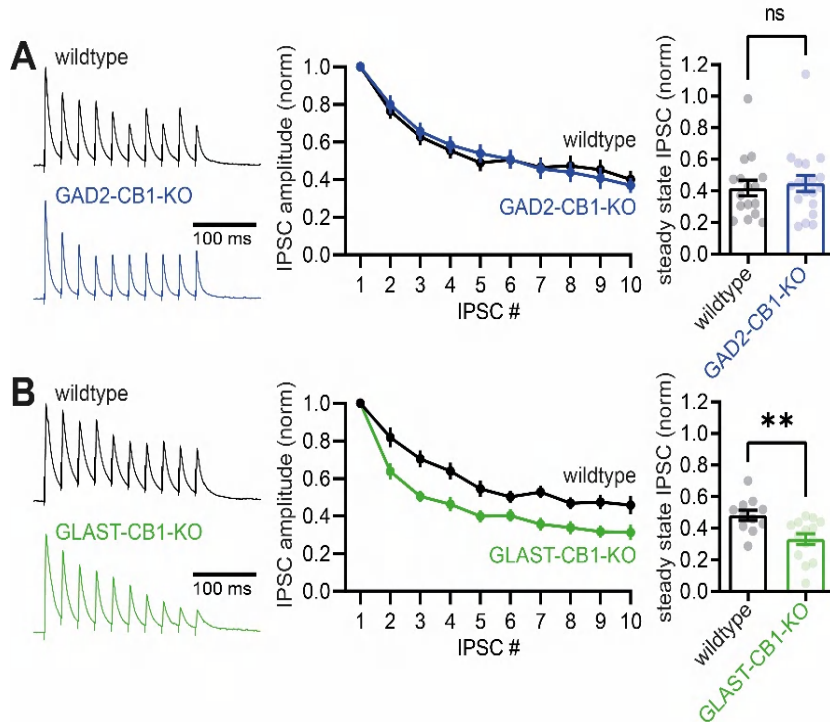 A
wildtype
GAD2-CB1-KO
100 ms
IPSC amplitude (norm)
1.0
0.8
0.6
0.4
0.2
0.0
wildtype
GAD2-CB1-KO
1 2 3 4 5 6 7 8 9 10
IPSC #
ns
steady state IPSC (norm)
1.2
1.0
0.8
0.6
0.4
0.2
0.0
wildtype
GAD2-CB1-KO
B
wildtype
GLAST-CB1-KO
100 ms
IPSC amplitude (norm)
1.0
0.8
0.6
0.4
0.2
0.0
wildtype
GLAST-CB1-KO
1 2 3 4 5 6 7 8 9 10
IPSC #
**
steady state IPSC (norm)
1.2
1.0
0.8
0.6
0.4
0.2
0.0
wildtype
GLAST-CB1-KO